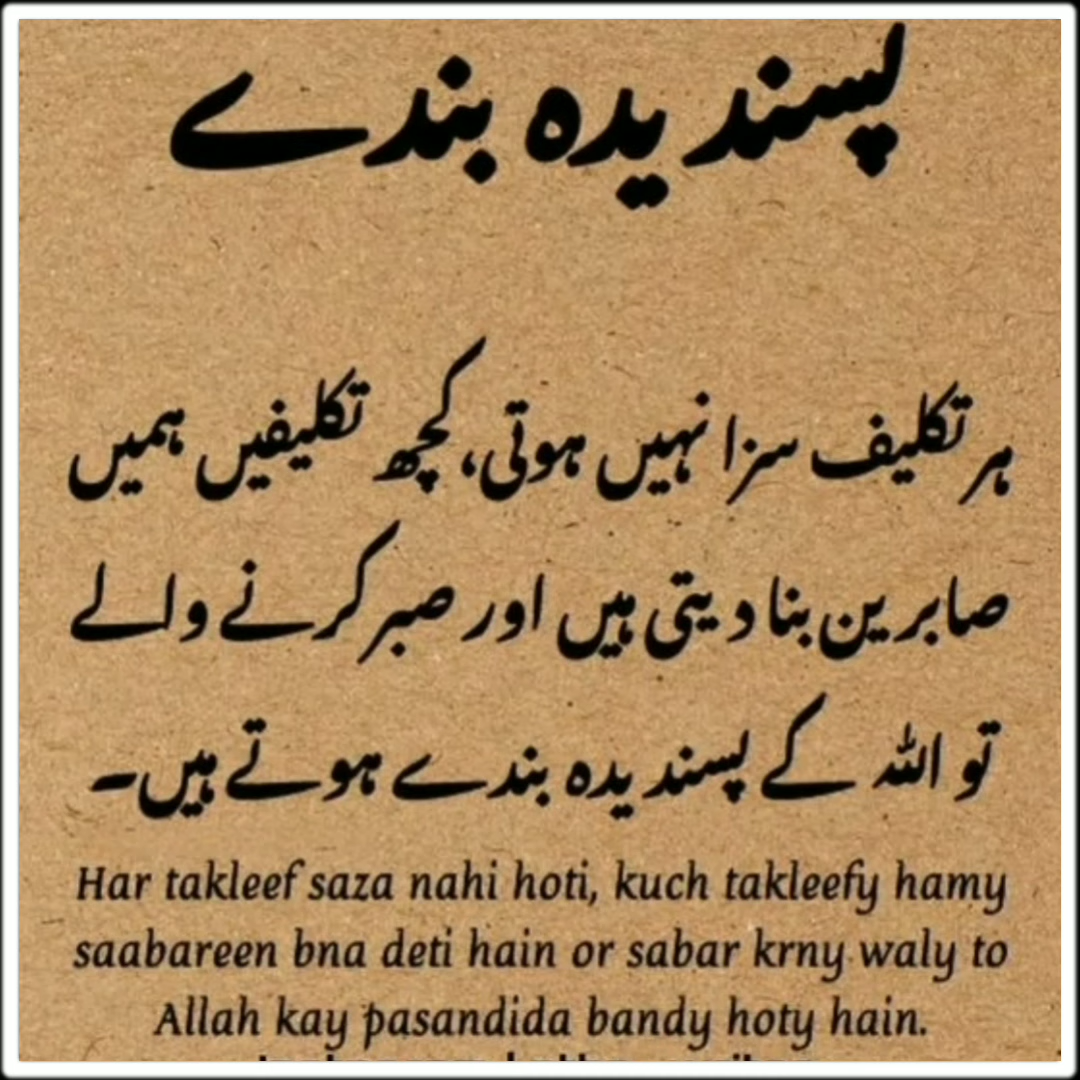 پسندیدہ بندے
ہر تکلیف سزا نہیں ہوتی، کچھ تکلیفیں ہمیں
صابرین بنا دیتی ہیں اور صبر کرنے والے
تو اللہ کے پسندیدہ بندے ہوتے ہیں۔
Har takleef saza nahi hoti, kuch takleefy hamy
saabareen bna deti hain or sabar krny waly to
Allah kay pasandida bandy hoty hain.